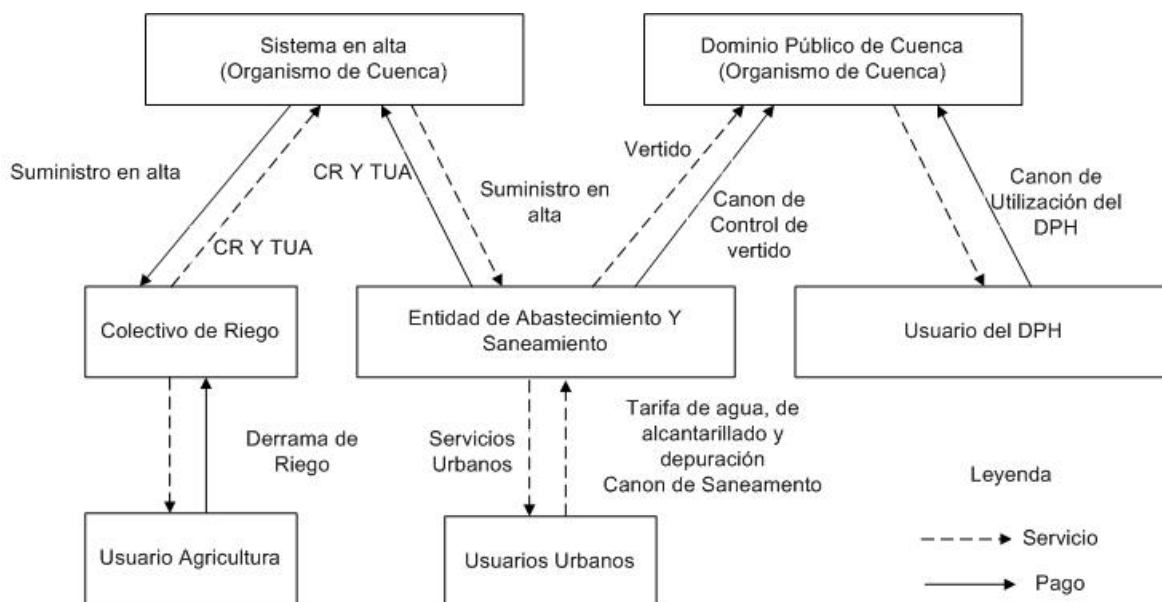 Sistema en alta
(Organismo de Cuenca)
Dominio Público de Cuenca
(Organismo de Cuenca)
Suministro en alta
CR Y TUA
CR Y TUA
Suministro en
alta
Vertido
Canon de
Control de
vertido
Canon de
Utilización del
DPH
Colectivo de Riego
Entidad de Abastecimiento Y
Saneamiento
Usuario del DPH
Derrama de
Riego
Servicios
Urbanos
Tarifa de agua, de
alcantarillado y
depuración
Canon de Saneamento
Leyenda
Servicio
Pago
Usuario Agricultura
Usuarios Urbanos